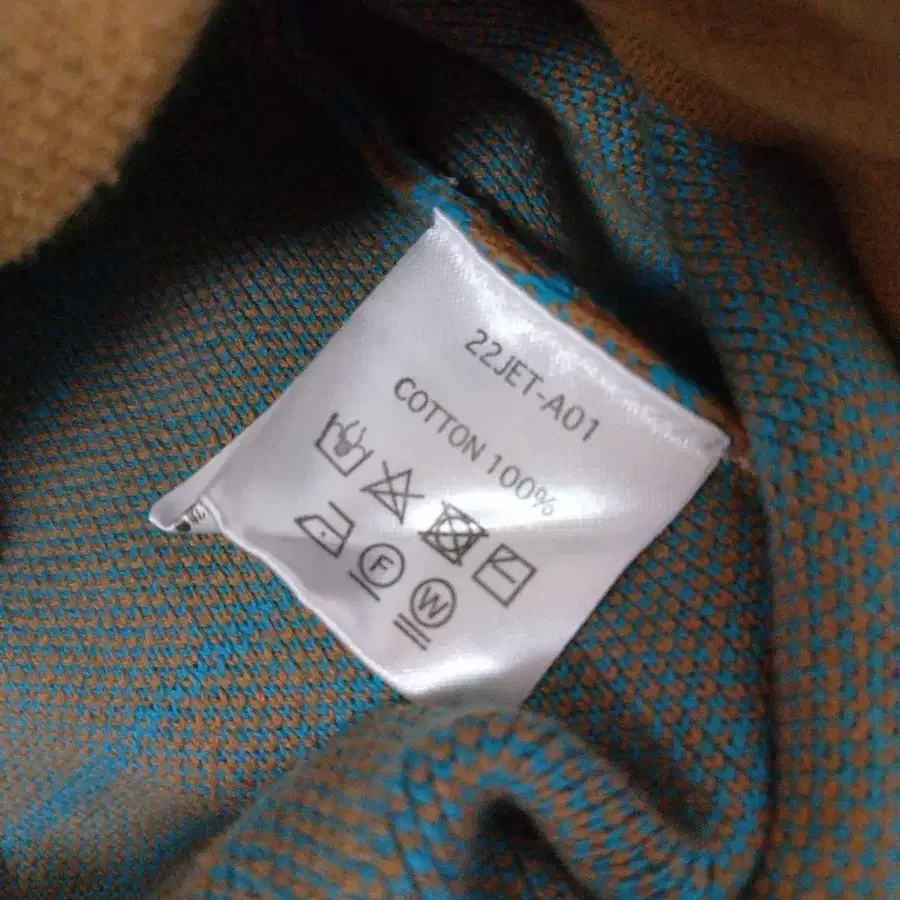 22JET-A01
COTTON 100%
F
W